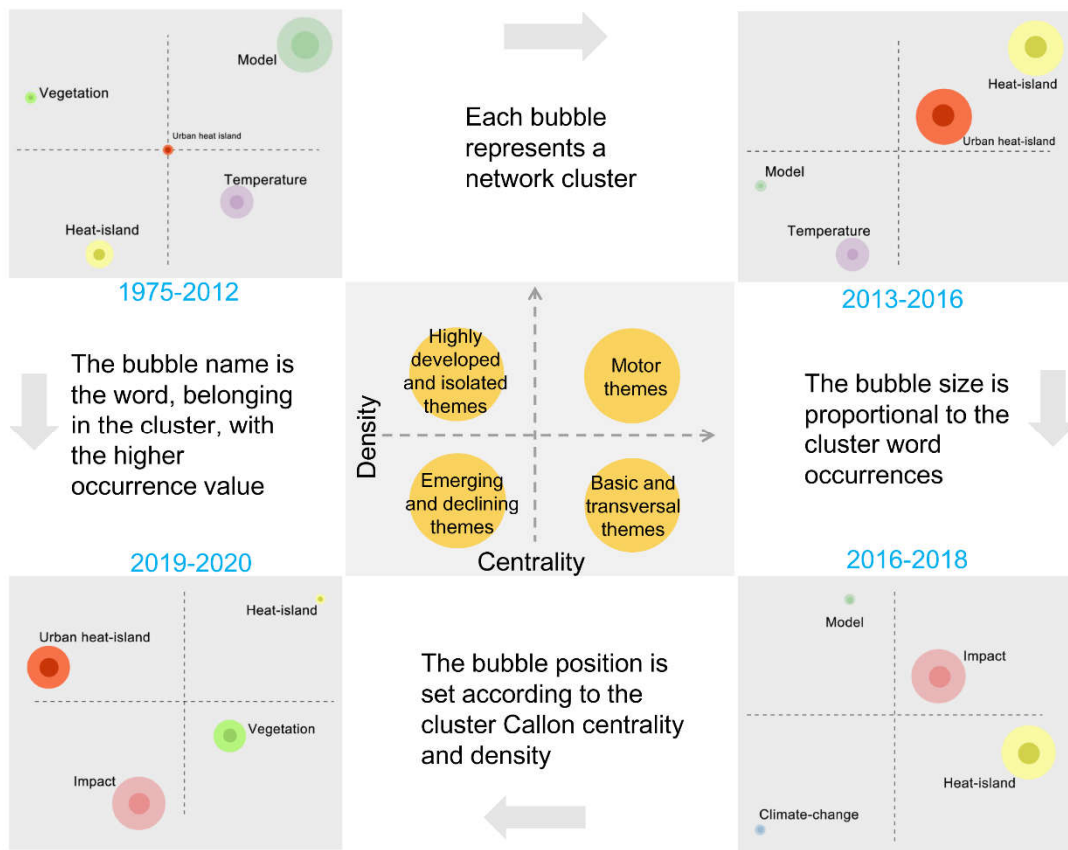 Model
Vegetation
Urban heat island
Temperature
Heat-island
1975-2012
Each bubble
represents a
network cluster
Heat-island
Urban heat-island
Model
Temperature
2013-2016
The bubble name is
the word, belonging
in the cluster, with
the higher
occurrence value
Density
Highly
developed
and isolated
themes
Motor
themes
Emerging
and declining
themes
Basic and
transversal
themes
Centrality
The bubble size is
proportional to the
cluster word
occurrences
2019-2020
Heat-island
Urban heat-island
Vegetation
Impact
The bubble position is
set according to the
cluster Callon centrality
and density
2016-2018
Model
Impact
Heat-island
Climate-change